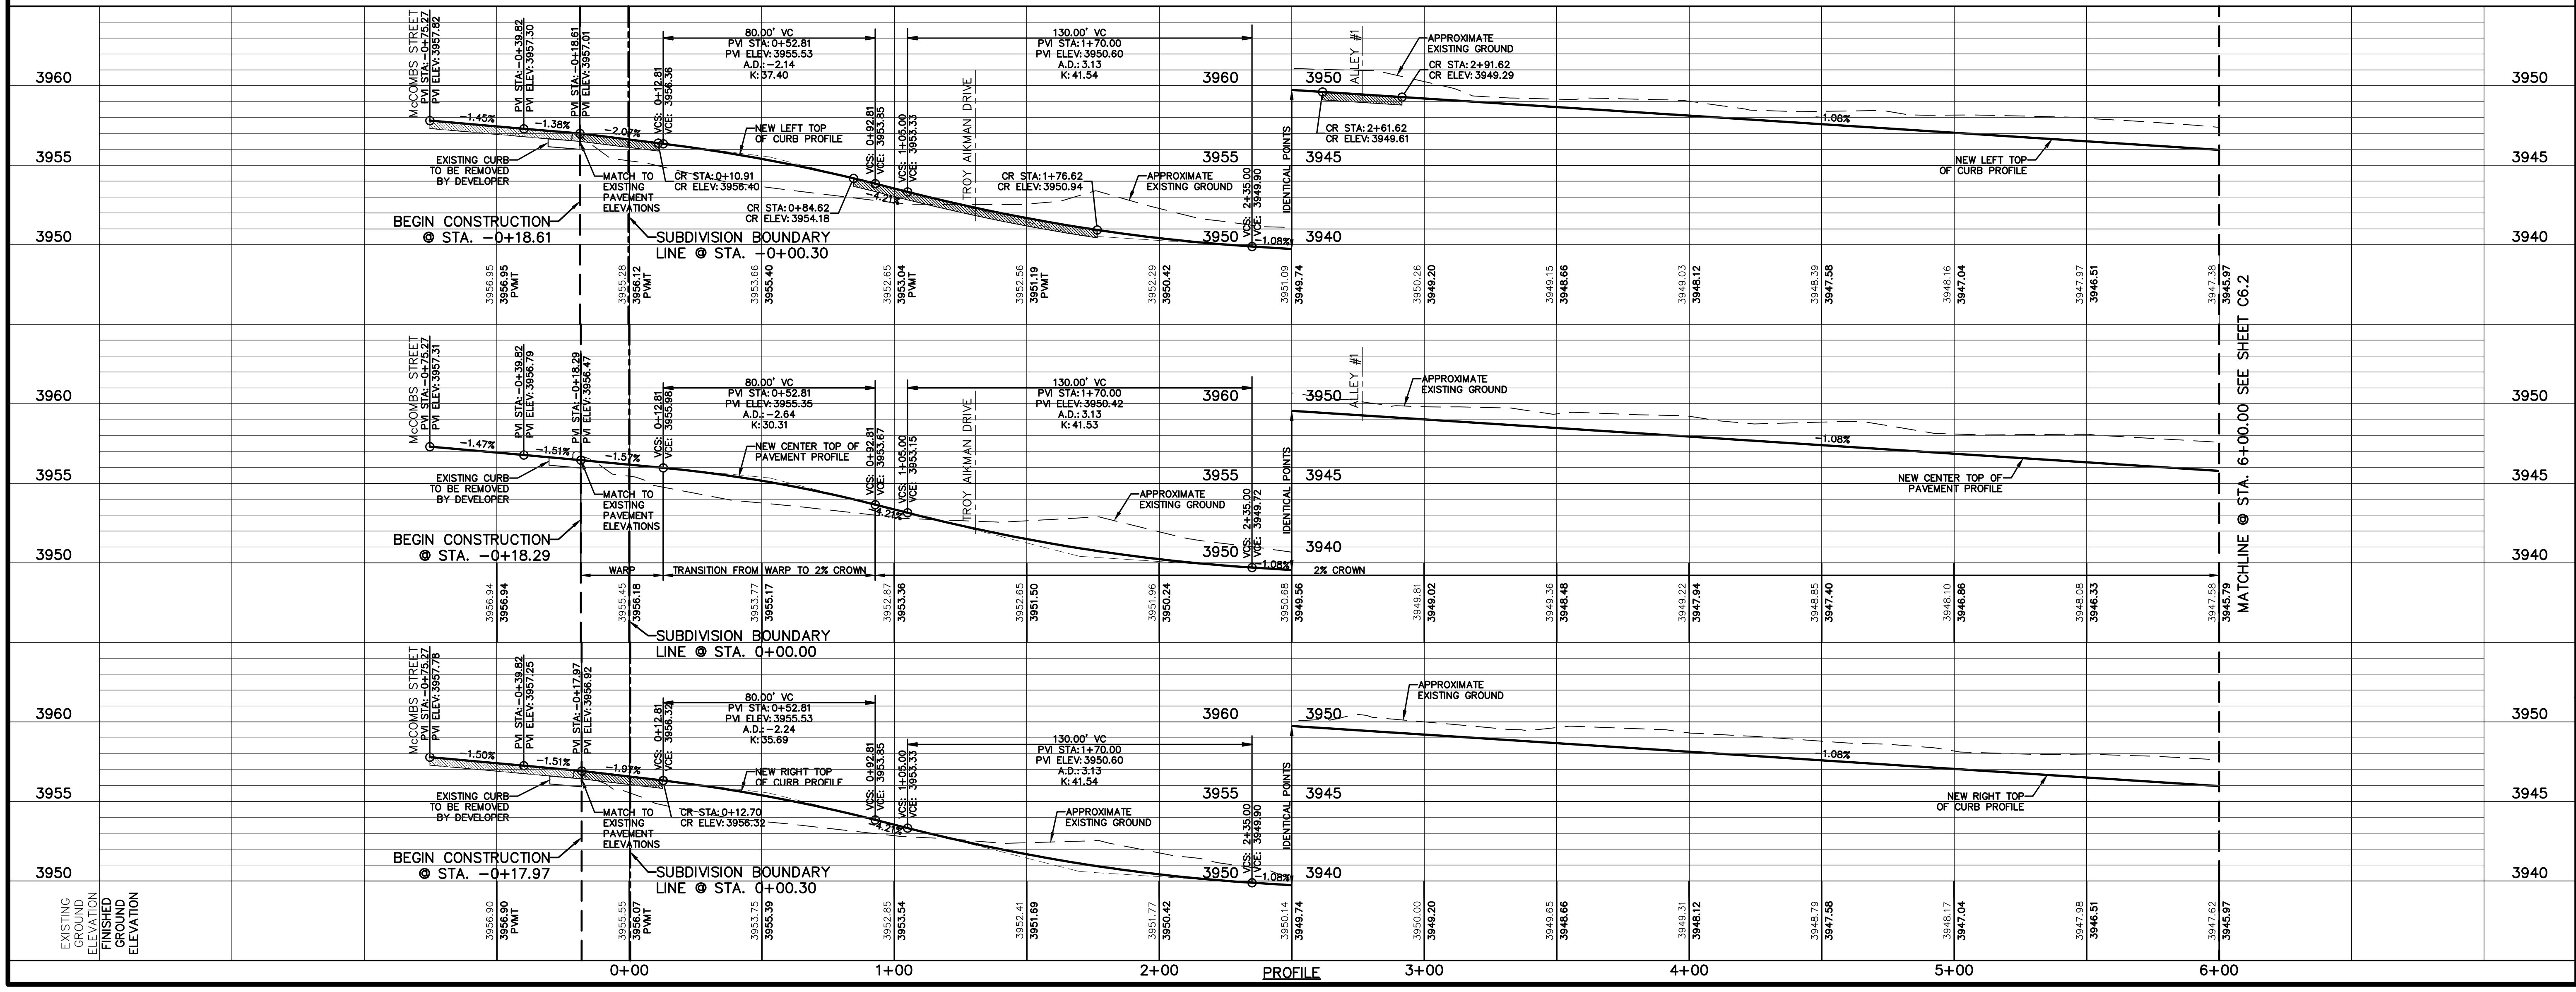 McCOMBS STREET
PVI STA:-0+75.27
PVI ELEV:3957.82
PVI STA:-0+39.82
PVI ELEV:3957.30
PVI STA:-0+18.61
PVI ELEV:3957.01
VCS: 0+12.81
VCE: 3956.36
80.00' VC
PVI STA:0+52.81
PVI ELEV:3955.53
A.D.:-2.14
K:37.40
VCS: 0+92.81
VCE: 3953.85
VCS: 1+05.00
VCE: 3953.33
130.00' VC
PVI STA:1+70.00
PVI ELEV:3950.60
A.D.:3.13
K:41.54
TROY AIKMAN DRIVE
VCS: 2+35.00
VCE: 3949.90
IDENTICAL POINTS
ALLEY #1
APPROXIMATE
EXISTING GROUND
CR STA:2+91.62
CR ELEV:3949.29
CR STA:2+61.62
CR ELEV:3949.61
3960
3960
3950
3950
-1.45%
-1.38%
-2.07%
NEW LEFT TOP
OF CURB PROFILE
-1.08%
3955
3955
3945
3945
EXISTING CURB
TO BE REMOVED
BY DEVELOPER
MATCH TO
EXISTING
PAVEMENT
ELEVATIONS
CR STA:0+10.91
CR ELEV:3956.40
CR STA:0+84.62
CR ELEV:3954.18
-4.21%
CR STA:1+76.62
CR ELEV:3950.94
APPROXIMATE
EXISTING GROUND
NEW LEFT TOP
OF CURB PROFILE
BEGIN CONSTRUCTION
@ STA. -0+18.61
SUBDIVISION BOUNDARY
LINE @ STA. -0+00.30
3950
3950
-1.08%
3940
3940
3956.95
3956.95
PVMT
3955.28
3956.12
PVMT
3953.66
3955.40
3952.65
3953.04
PVMT
3952.56
3951.19
PVMT
3952.29
3950.42
3951.09
3949.74
3950.26
3949.20
3949.15
3948.66
3949.03
3948.12
3948.39
3947.58
3948.16
3947.04
3947.97
3946.51
3947.38
3945.97
MATCHLINE @ STA. 6+00.00 SEE SHEET C6.2
McCOMBS STREET
PVI STA:-0+75.27
PVI ELEV:3957.31
PVI STA:-0+39.82
PVI ELEV:3956.79
PVI STA:-0+18.29
PVI ELEV:3956.47
VCS: 0+12.81
VCE: 3955.98
80.00' VC
PVI STA:0+52.81
PVI ELEV:3955.35
A.D.:-2.64
K:30.31
VCS: 0+92.81
VCE: 3953.67
VCS: 1+05.00
VCE: 3953.15
130.00' VC
PVI STA:1+70.00
PVI ELEV:3950.42
A.D.:3.13
K:41.53
TROY AIKMAN DRIVE
VCS: 2+35.00
VCE: 3949.72
IDENTICAL POINTS
ALLEY #1
APPROXIMATE
EXISTING GROUND
3960
3960
3950
3950
-1.47%
-1.51%
-1.57%
NEW CENTER TOP OF
PAVEMENT PROFILE
-1.08%
3955
3955
3945
3945
EXISTING CURB
TO BE REMOVED
BY DEVELOPER
MATCH TO
EXISTING
PAVEMENT
ELEVATIONS
-4.21%
APPROXIMATE
EXISTING GROUND
NEW CENTER TOP OF
PAVEMENT PROFILE
BEGIN CONSTRUCTION
@ STA. -0+18.29
3950
3950
-1.08%
3940
3940
WARP
TRANSITION FROM WARP TO 2% CROWN
2% CROWN
3956.94
3956.94
3955.45
3956.18
3953.77
3955.17
3952.87
3953.36
3952.65
3951.50
3951.96
3950.24
3950.68
3949.56
3949.81
3949.02
3949.36
3948.48
3949.22
3947.94
3948.85
3947.40
3948.10
3946.86
3948.08
3946.33
3947.58
3945.79
SUBDIVISION BOUNDARY
LINE @ STA. 0+00.00
McCOMBS STREET
PVI STA:-0+75.27
PVI ELEV:3957.78
PVI STA:-0+39.82
PVI ELEV:3957.25
PVI STA:-0+17.97
PVI ELEV:3956.92
VCS: 0+12.81
VCE: 3956.32
80.00' VC
PVI STA:0+52.81
PVI ELEV:3955.53
A.D.:-2.24
K:35.69
VCS: 0+92.81
VCE: 3953.85
VCS: 1+05.00
VCE: 3953.33
130.00' VC
PVI STA:1+70.00
PVI ELEV:3950.60
A.D.:3.13
K:41.54
VCS: 2+35.00
VCE: 3949.90
IDENTICAL POINTS
APPROXIMATE
EXISTING GROUND
3960
3960
3950
3950
-1.50%
-1.51%
-1.97%
NEW RIGHT TOP
OF CURB PROFILE
-1.08%
3955
3955
3945
3945
EXISTING CURB
TO BE REMOVED
BY DEVELOPER
MATCH TO
EXISTING
PAVEMENT
ELEVATIONS
CR STA:0+12.70
CR ELEV:3956.32
-4.21%
APPROXIMATE
EXISTING GROUND
NEW RIGHT TOP
OF CURB PROFILE
BEGIN CONSTRUCTION
@ STA. -0+17.97
SUBDIVISION BOUNDARY
LINE @ STA. 0+00.30
3950
3950
-1.08%
3940
3940
EXISTING
GROUND
ELEVATION
FINISHED
GROUND
ELEVATION
3956.90
3956.90
PVMT
3955.55
3956.07
PVMT
3953.75
3955.39
3952.85
3953.54
3952.41
3951.69
3951.77
3950.42
3950.14
3949.74
3950.00
3949.20
3949.65
3948.66
3949.31
3948.12
3948.79
3947.58
3948.17
3947.04
3947.98
3946.51
3947.62
3945.97
0+00
1+00
2+00
PROFILE
3+00
4+00
5+00
6+00